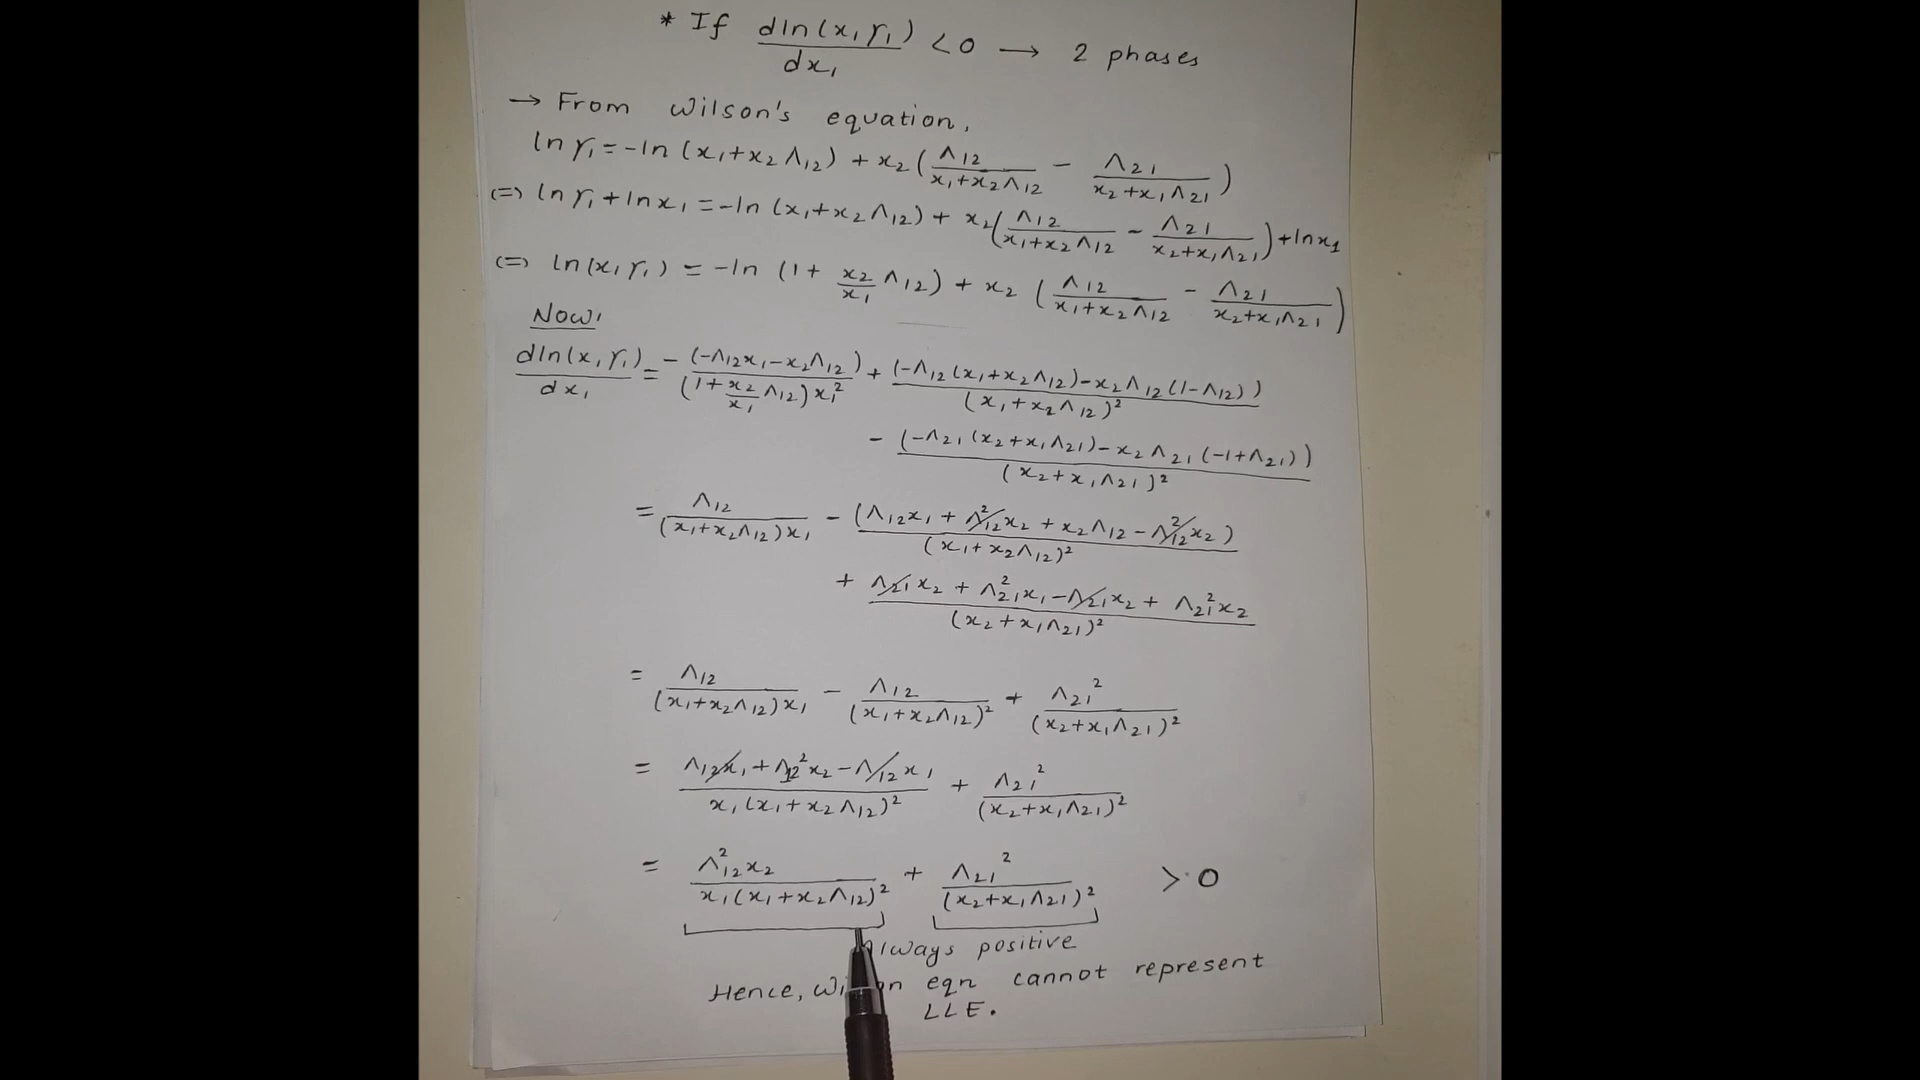 * If dln(x₁γ₁)/dx₁ < 0 → 2 phases
→ From Wilson's equation,
ln γ₁ = -ln (x₁+x₂Λ₁₂) + x₂ (Λ₁₂/(x₁+x₂Λ₁₂) - Λ₂₁/(x₂+x₁Λ₂₁))
(=) ln γ₁ + ln x₁ = -ln (x₁+x₂Λ₁₂) + x₂ (Λ₁₂/(x₁+x₂Λ₁₂) - Λ₂₁/(x₂+x₁Λ₂₁)) + ln x₁
(=) ln(x₁γ₁) = -ln (1 + x₂/x₁ Λ₁₂) + x₂ (Λ₁₂/(x₁+x₂Λ₁₂) - Λ₂₁/(x₂+x₁Λ₂₁))
Now,
dln(x₁γ₁)/dx₁ = - (-Λ₁₂x₁-x₂Λ₁₂)/((1+x₂/x₁ Λ₁₂)x₁²) + (-Λ₁₂(x₁+x₂Λ₁₂)-x₂Λ₁₂(1-Λ₁₂))/(x₁+x₂Λ₁₂)²
- (-Λ₂₁(x₂+x₁Λ₂₁)-x₂Λ₂₁(-1+Λ₂₁))/(x₂+x₁Λ₂₁)²
= Λ₁₂/((x₁+x₂Λ₁₂)x₁) - (Λ₁₂x₁ + Λ₁₂²x₂ + x₂Λ₁₂ - Λ₁₂²x₂)/(x₁+x₂Λ₁₂)²
+ (Λ₂₁x₂ + Λ₂₁²x₁ - Λ₂₁x₂ + Λ₂₁²x₂)/(x₂+x₁Λ₂₁)²
= Λ₁₂/((x₁+x₂Λ₁₂)x₁) - Λ₁₂/(x₁+x₂Λ₁₂)² + Λ₂₁²/(x₂+x₁Λ₂₁)²
= (Λ₁₂x₁ + Λ₁₂²x₂ - Λ₁₂x₁)/(x₁(x₁+x₂Λ₁₂)²) + Λ₂₁²/(x₂+x₁Λ₂₁)²
= Λ₁₂²x₂/(x₁(x₁+x₂Λ₁₂)²) + Λ₂₁²/(x₂+x₁Λ₂₁)² > 0
Always positive
Hence, Wilson eqn cannot represent
LLE.